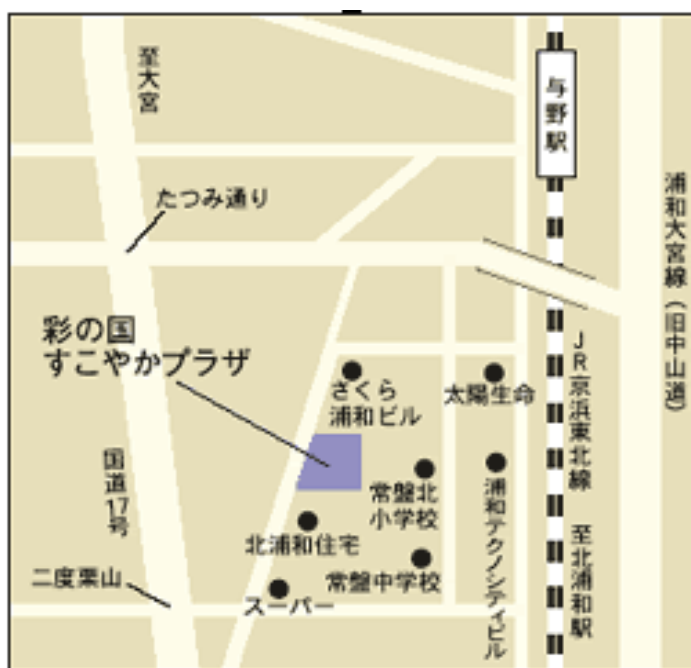 至大宮
与野駅
たつみ通り
浦和大宮線(旧中山道)
彩の国
すこやかプラザ
JR京浜東北線
至北浦和駅
さくら
浦和ビル
太陽生命
国道17号
常盤北
小学校
浦和テクノシティビル
北浦和住宅
常盤中学校
二度栗山
スーパー